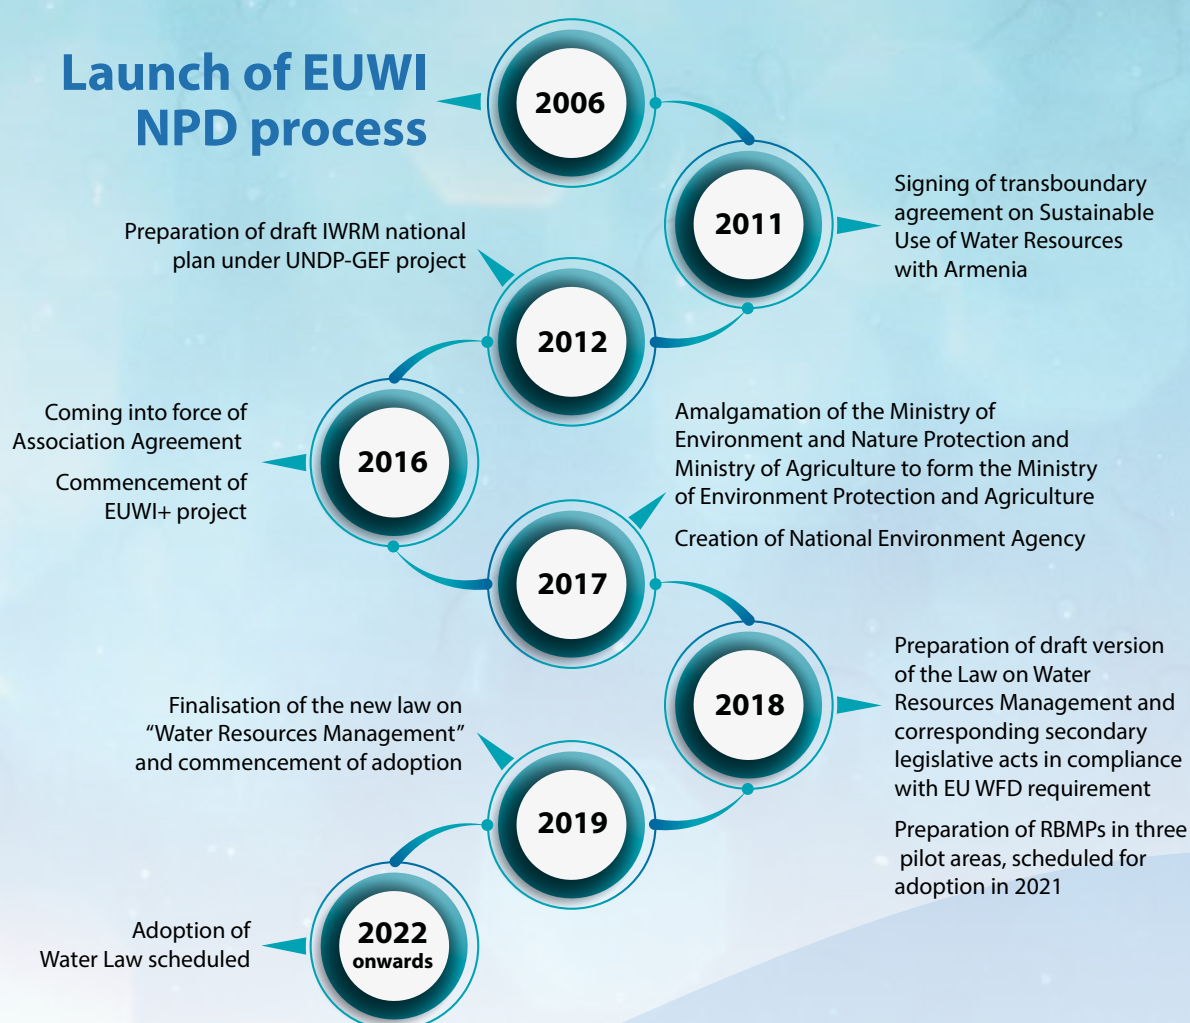 Launch of EUWI
NPD process
2006
2011
Signing of transboundary
agreement on Sustainable
Use of Water Resources
with Armenia
Preparation of draft IWRM national
plan under UNDP-GEF project
2012
Coming into force of
Association Agreement
Commencement of
EUWI+ project
2016
Amalgamation of the Ministry of
Environment and Nature Protection and
Ministry of Agriculture to form the Ministry
of Environment Protection and Agriculture
Creation of National Environment Agency
2017
2018
Preparation of draft version
of the Law on Water
Resources Management and
corresponding secondary
legislative acts in compliance
with EU WFD requirement
Preparation of RBMPs in three
pilot areas, scheduled for
adoption in 2021
Finalisation of the new law on
“Water Resources Management”
and commencement of adoption
2019
Adoption of
Water Law scheduled
2022
onwards